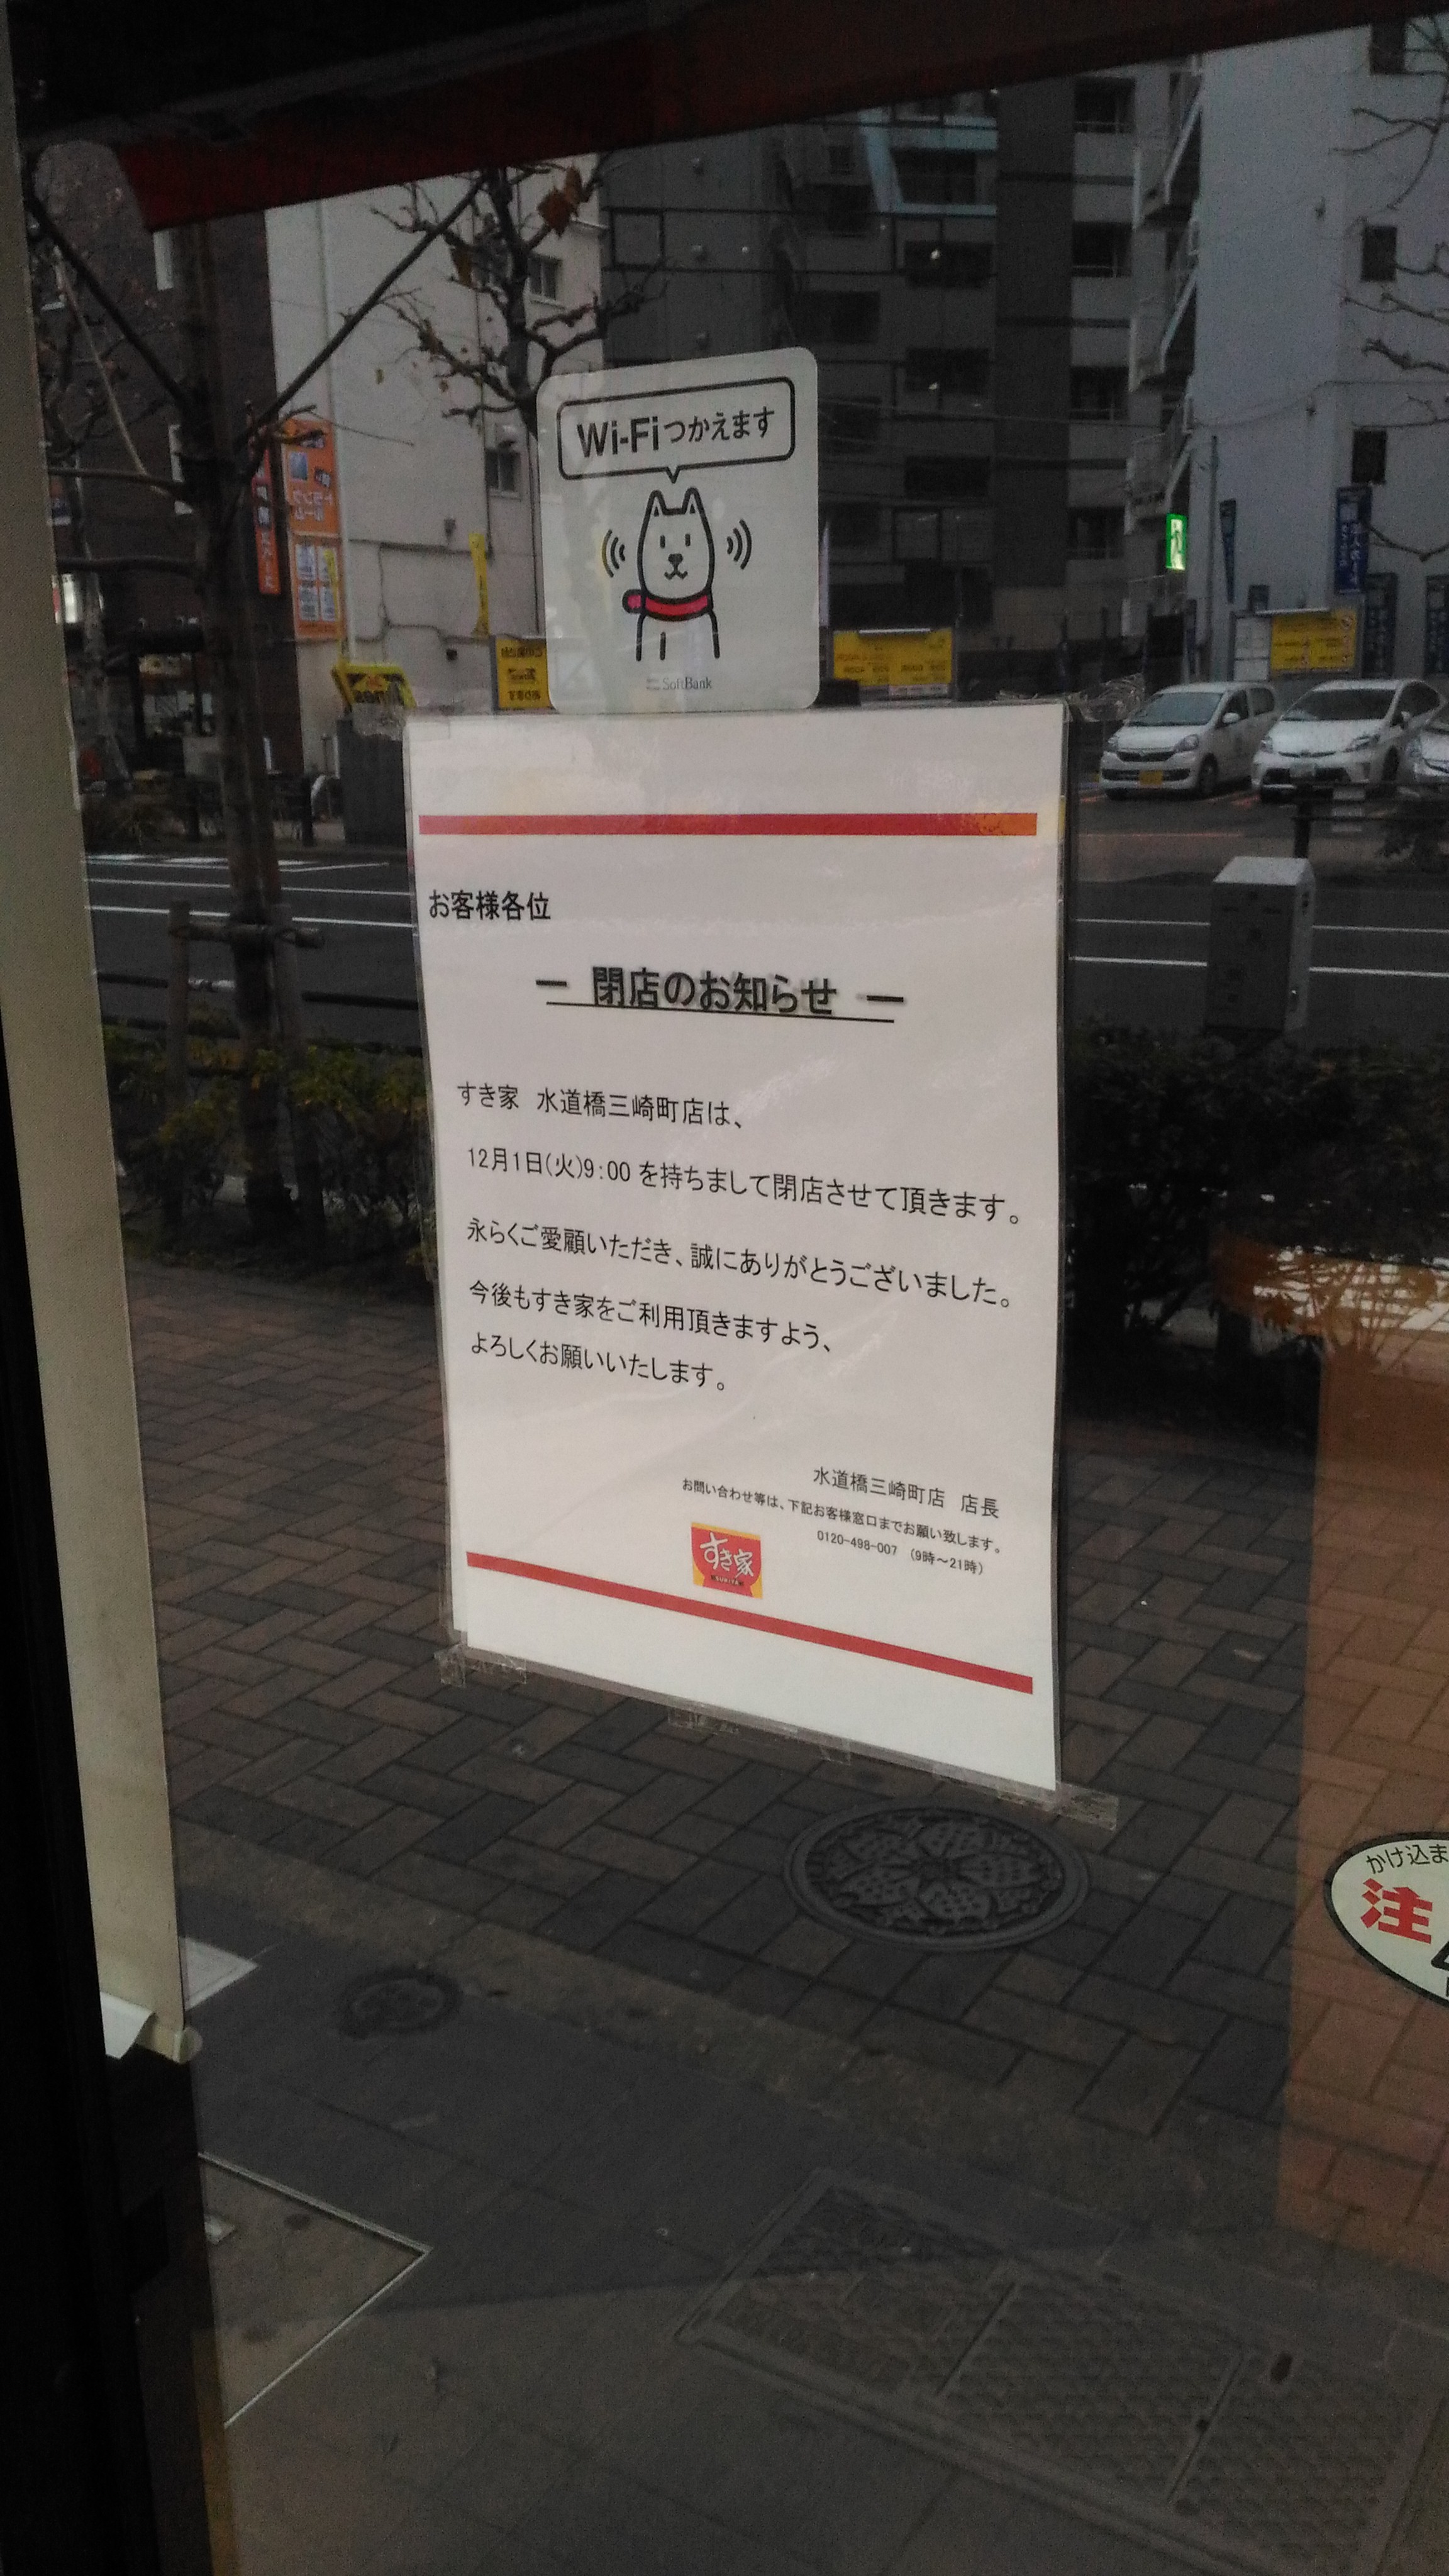 Wi-Fiつかえます
SoftBank
お客様各位
― 閉店のお知らせ ―
すき家 水道橋三崎町店は、
12月1日(火)9:00 を持ちまして閉店させて頂きます。
永らくご愛顧いただき、誠にありがとうございました。
今後もすき家をご利用頂きますよう、
よろしくお願いいたします。
水道橋三崎町店 店長
お問い合わせ等は、下記お客様窓口までお願い致します。
0120-498-007 (9時～21時)
すき家
SUKIYA
かけ込ま
注
トランク
ルーム